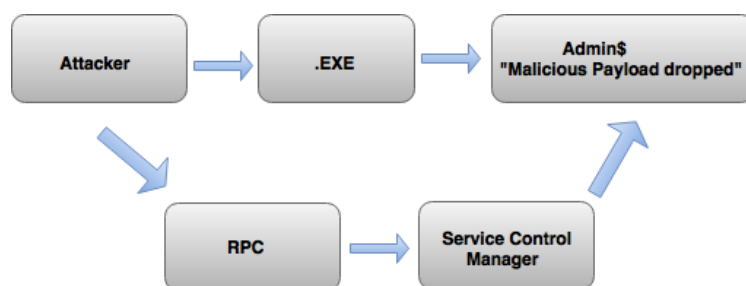 Attacker
.EXE
Admin$
"Malicious Payload dropped"
RPC
Service Control
Manager